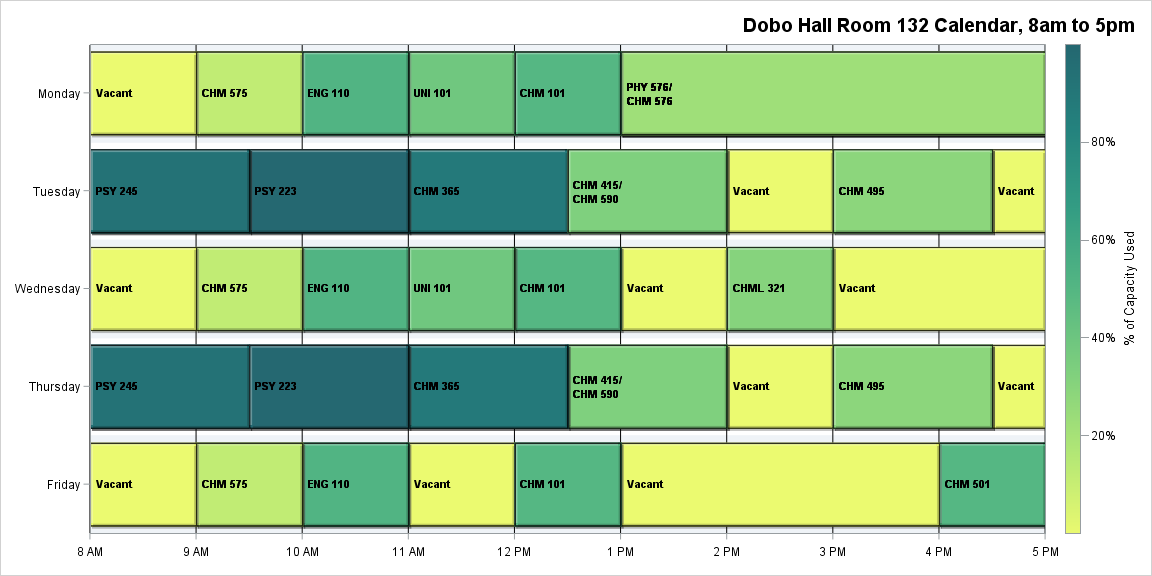 Dobo Hall Room 132 Calendar, 8am to 5pm
Monday
Vacant
CHM 575
ENG 110
UNI 101
CHM 101
PHY 576/
CHM 576
Tuesday
PSY 245
PSY 223
CHM 365
CHM 415/
CHM 590
Vacant
CHM 495
Vacant
Wednesday
Vacant
CHM 575
ENG 110
UNI 101
CHM 101
Vacant
CHML 321
Vacant
Thursday
PSY 245
PSY 223
CHM 365
CHM 415/
CHM 590
Vacant
CHM 495
Vacant
Friday
Vacant
CHM 575
ENG 110
Vacant
CHM 101
Vacant
CHM 501
8 AM
9 AM
10 AM
11 AM
12 PM
1 PM
2 PM
3 PM
4 PM
5 PM
80%
60%
40%
20%
% of Capacity Used